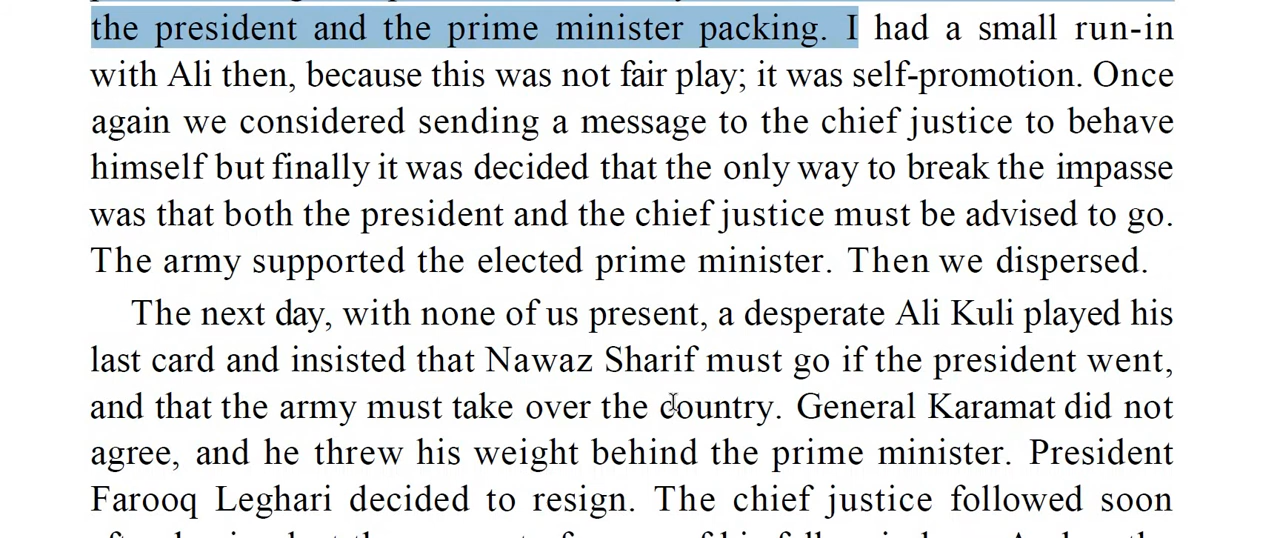 the president and the prime minister packing. I had a small run-in
with Ali then, because this was not fair play; it was self-promotion. Once
again we considered sending a message to the chief justice to behave
himself but finally it was decided that the only way to break the impasse
was that both the president and the chief justice must be advised to go.
The army supported the elected prime minister. Then we dispersed.
The next day, with none of us present, a desperate Ali Kuli played his
last card and insisted that Nawaz Sharif must go if the president went,
and that the army must take over the country. General Karamat did not
agree, and he threw his weight behind the prime minister. President
Farooq Leghari decided to resign. The chief justice followed soon